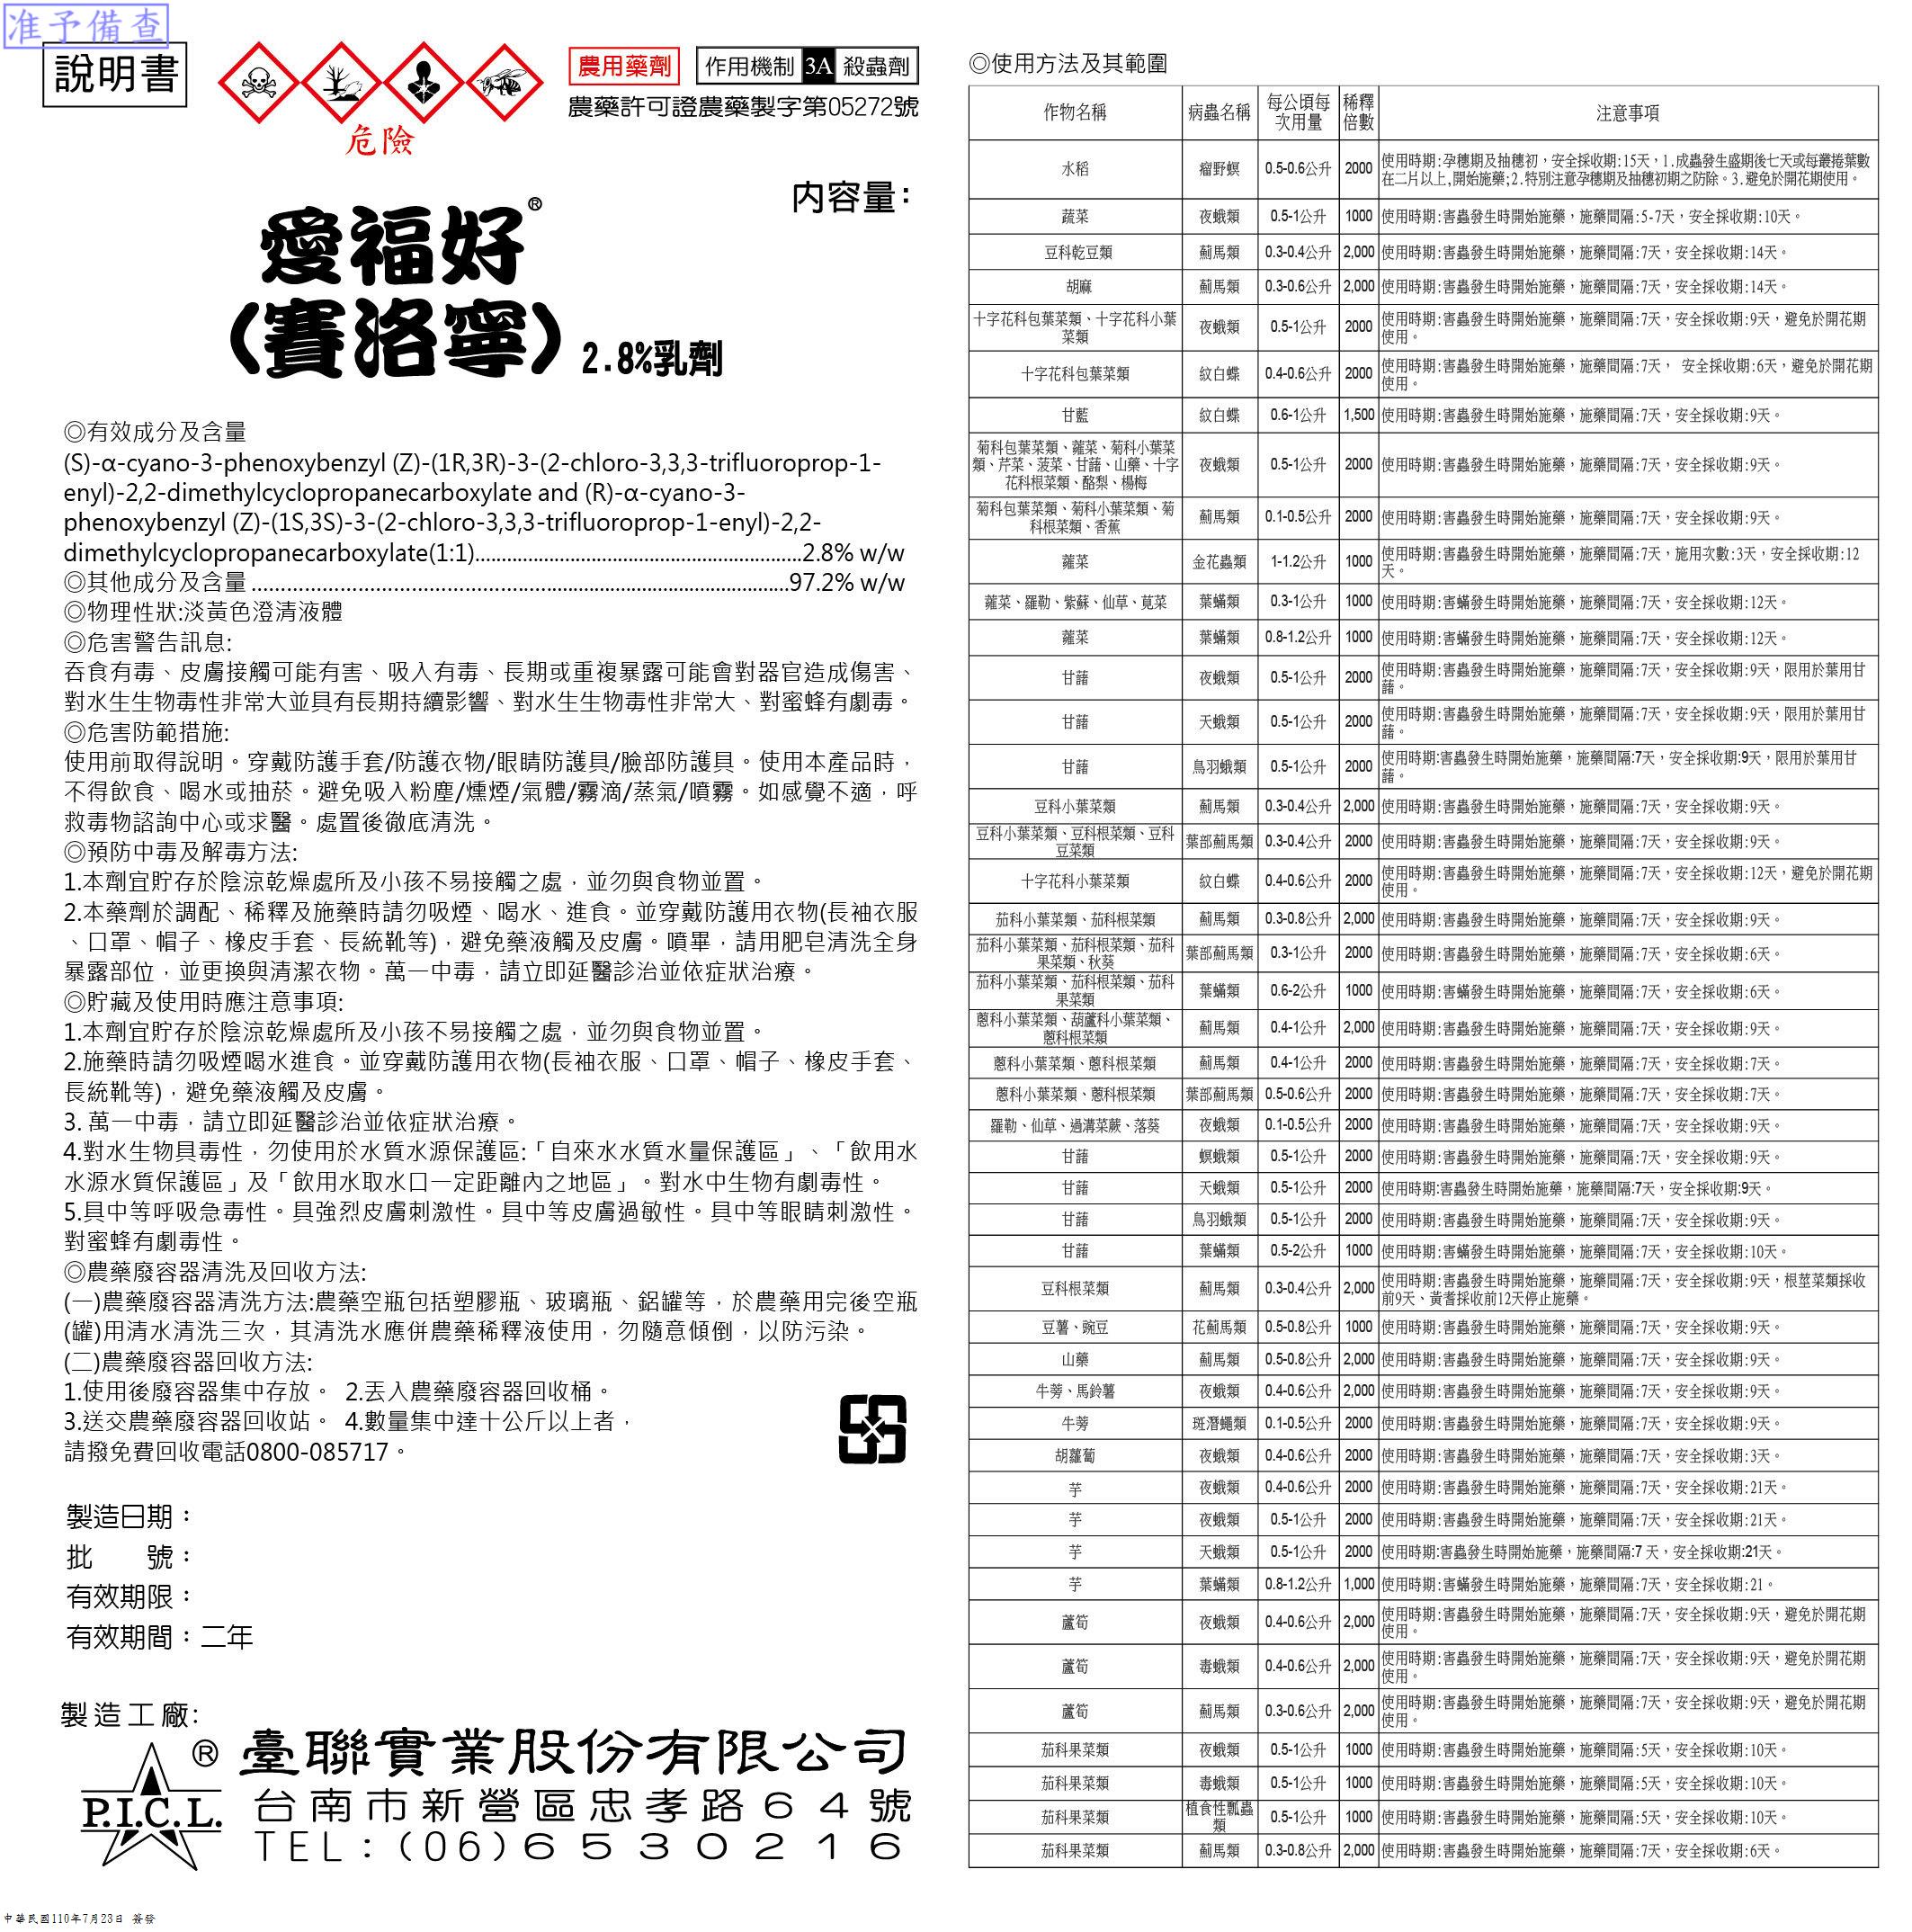 准予備查
說明書
農用藥劑
作用機制 3A 殺蟲劑
農藥許可證農藥製字第05272號
危險
內容量:
愛福好®
(賽洛寧) 2.8%乳劑
◎有效成分及含量
(S)-α-cyano-3-phenoxybenzyl (Z)-(1R,3R)-3-(2-chloro-3,3,3-trifluoroprop-1-
enyl)-2,2-dimethylcyclopropanecarboxylate and (R)-α-cyano-3-
phenoxybenzyl (Z)-(1S,3S)-3-(2-chloro-3,3,3-trifluoroprop-1-enyl)-2,2-
dimethylcyclopropanecarboxylate(1:1)........................................................2.8% w/w
◎其他成分及含量 ............................................................................................97.2% w/w
◎物理性狀:淡黃色澄清液體
◎危害警告訊息:
吞食有毒、皮膚接觸可能有害、吸入有毒、長期或重複暴露可能會對器官造成傷害、
對水生生物毒性非常大並具有長期持續影響、對水生生物毒性非常大、對蜜蜂有劇毒。
◎危害防範措施:
使用前取得說明。穿戴防護手套/防護衣物/眼睛防護具/臉部防護具。使用本產品時，
不得飲食、喝水或抽菸。避免吸入粉塵/燻煙/氣體/霧滴/蒸氣/噴霧。如感覺不適，呼
救毒物諮詢中心或求醫。處置後徹底清洗。
◎預防中毒及解毒方法:
1.本劑宜貯存於陰涼乾燥處所及小孩不易接觸之處，並勿與食物並置。
2.本藥劑於調配、稀釋及施藥時請勿吸煙、喝水、進食。並穿戴防護用衣物(長袖衣服
、口罩、帽子、橡皮手套、長統靴等)，避免藥液觸及皮膚。噴畢，請用肥皂清洗全身
暴露部位，並更換與清潔衣物。萬一中毒，請立即延醫診治並依症狀治療。
◎貯藏及使用時應注意事項:
1.本劑宜貯存於陰涼乾燥處所及小孩不易接觸之處，並勿與食物並置。
2.施藥時請勿吸煙喝水進食。並穿戴防護用衣物(長袖衣服、口罩、帽子、橡皮手套、
長統靴等)，避免藥液觸及皮膚。
3. 萬一中毒，請立即延醫診治並依症狀治療。
4.對水生物具毒性，勿使用於水質水源保護區:「自來水水質水量保護區」、「飲用水
水源水質保護區」及「飲用水取水口一定距離內之地區」。對水中生物有劇毒性。
5.具中等呼吸急毒性。具強烈皮膚刺激性。具中等皮膚過敏性。具中等眼睛刺激性。
對蜜蜂有劇毒性。
◎農藥廢容器清洗及回收方法:
(一)農藥廢容器清洗方法:農藥空瓶包括塑膠瓶、玻璃瓶、鋁罐等，於農藥用完後空瓶
(罐)用清水清洗三次，其清洗水應併農藥稀釋液使用，勿隨意傾倒，以防污染。
(二)農藥廢容器回收方法:
1.使用後廢容器集中存放。 2.丟入農藥廢容器回收桶。
3.送交農藥廢容器回收站。 4.數量集中達十公斤以上者，
請撥免費回收電話0800-085717。
製造日期：
批　　號：
有效期限：
有效期間：二年
製造工廠:
® 臺聯實業股份有限公司
P.I.C.L.
台南市新營區忠孝路64號
TEL:(06)6530216
◎使用方法及其範圍
作物名稱 病蟲名稱 每公頃每次用量 稀釋倍數 注意事項
水稻 瘤野螟 0.5-0.6公升 2000 使用時期:孕穗期及抽穗初，安全採收期:15天，1.成蟲發生盛期後七天或每叢捲葉數
在二片以上,開始施藥;2.特別注意孕穗期及抽穗初期之防除。3.避免於開花期使用。
蔬菜 夜蛾類 0.5-1公升 1000 使用時期:害蟲發生時開始施藥，施藥間隔:5-7天，安全採收期:10天。
豆科乾豆類 薊馬類 0.3-0.4公升 2,000 使用時期:害蟲發生時開始施藥，施藥間隔:7天，安全採收期:14天。
胡麻 薊馬類 0.3-0.6公升 2,000 使用時期:害蟲發生時開始施藥，施藥間隔:7天，安全採收期:14天。
十字花科包葉菜類、十字花科小葉
菜類 夜蛾類 0.5-1公升 2000 使用時期:害蟲發生時開始施藥，施藥間隔:7天，安全採收期:9天，避免於開花期
使用。
十字花科包葉菜類 紋白蝶 0.4-0.6公升 2000 使用時期:害蟲發生時開始施藥，施藥間隔:7天， 安全採收期:6天，避免於開花期
使用。
甘藍 紋白蝶 0.6-1公升 1,500 使用時期:害蟲發生時開始施藥，施藥間隔:7天，安全採收期:9天。
菊科包葉菜類、蕹菜、菊科小葉菜
類、芹菜、菠菜、甘藷、山藥、十字
花科根菜類、酪梨、楊梅 夜蛾類 0.5-1公升 2000 使用時期:害蟲發生時開始施藥，施藥間隔:7天，安全採收期:9天。
菊科包葉菜類、菊科小葉菜類、菊
科根菜類、香蕉 薊馬類 0.1-0.5公升 2000 使用時期:害蟲發生時開始施藥，施藥間隔:7天，安全採收期:9天。
蕹菜 金花蟲類 1-1.2公升 1000 使用時期:害蟲發生時開始施藥，施藥間隔:7天，施用次數:3天，安全採收期:12
天。
蕹菜、羅勒、紫蘇、仙草、莧菜 葉蟎類 0.3-1公升 1000 使用時期:害蟎發生時開始施藥，施藥間隔:7天，安全採收期:12天。
蕹菜 葉蟎類 0.8-1.2公升 1000 使用時期:害蟎發生時開始施藥，施藥間隔:7天，安全採收期:12天。
甘藷 夜蛾類 0.5-1公升 2000 使用時期:害蟲發生時開始施藥，施藥間隔:7天，安全採收期:9天，限用於葉用甘
藷。
甘藷 天蛾類 0.5-1公升 2000 使用時期:害蟲發生時開始施藥，施藥間隔:7天，安全採收期:9天，限用於葉用甘
藷。
甘藷 鳥羽蛾類 0.5-1公升 2000 使用時期:害蟲發生時開始施藥，施藥間隔:7天，安全採收期:9天，限用於葉用甘
藷。
豆科小葉菜類 薊馬類 0.3-0.4公升 2,000 使用時期:害蟲發生時開始施藥，施藥間隔:7天，安全採收期:9天。
豆科小葉菜類、豆科根菜類、豆科
豆菜類 葉部薊馬類 0.3-0.4公升 2000 使用時期:害蟲發生時開始施藥，施藥間隔:7天，安全採收期:9天。
十字花科小葉菜類 紋白蝶 0.4-0.6公升 2000 使用時期:害蟲發生時開始施藥，施藥間隔:7天，安全採收期:12天，避免於開花期
使用。
茄科小葉菜類、茄科根菜類 薊馬類 0.3-0.8公升 2,000 使用時期:害蟲發生時開始施藥，施藥間隔:7天，安全採收期:9天。
茄科小葉菜類、茄科根菜類、茄科
果菜類、秋葵 葉部薊馬類 0.3-1公升 2000 使用時期:害蟲發生時開始施藥，施藥間隔:7天，安全採收期:6天。
茄科小葉菜類、茄科根菜類、茄科
果菜類 葉蟎類 0.6-2公升 1000 使用時期:害蟎發生時開始施藥，施藥間隔:7天，安全採收期:6天。
蔥科小葉菜類、葫蘆科小葉菜類、
蔥科根菜類 薊馬類 0.4-1公升 2,000 使用時期:害蟲發生時開始施藥，施藥間隔:7天，安全採收期:9天。
蔥科小葉菜類、蔥科根菜類 薊馬類 0.4-1公升 2000 使用時期:害蟲發生時開始施藥，施藥間隔:7天，安全採收期:7天。
蔥科小葉菜類、蔥科根菜類 葉部薊馬類 0.5-0.6公升 2000 使用時期:害蟲發生時開始施藥，施藥間隔:7天，安全採收期:7天。
羅勒、仙草、過溝菜蕨、落葵 夜蛾類 0.1-0.5公升 2000 使用時期:害蟲發生時開始施藥，施藥間隔:7天，安全採收期:9天。
甘藷 螟蛾類 0.5-1公升 2000 使用時期:害蟲發生時開始施藥，施藥間隔:7天，安全採收期:9天。
甘藷 天蛾類 0.5-1公升 2000 使用時期:害蟲發生時開始施藥，施藥間隔:7天，安全採收期:9天。
甘藷 鳥羽蛾類 0.5-1公升 2000 使用時期:害蟲發生時開始施藥，施藥間隔:7天，安全採收期:9天。
甘藷 葉蟎類 0.5-2公升 1000 使用時期:害蟎發生時開始施藥，施藥間隔:7天，安全採收期:10天。
豆科根菜類 薊馬類 0.3-0.4公升 2,000 使用時期:害蟲發生時開始施藥，施藥間隔:7天，安全採收期:9天，根莖菜類採收
前9天、黃耆採收前12天停止施藥。
豆薯、豌豆 花薊馬類 0.5-0.8公升 1000 使用時期:害蟲發生時開始施藥，施藥間隔:7天，安全採收期:9天。
山藥 薊馬類 0.5-0.8公升 2,000 使用時期:害蟲發生時開始施藥，施藥間隔:7天，安全採收期:9天。
牛蒡、馬鈴薯 夜蛾類 0.4-0.6公升 2,000 使用時期:害蟲發生時開始施藥，施藥間隔:7天，安全採收期:9天。
牛蒡 斑潛蠅類 0.1-0.5公升 2000 使用時期:害蟲發生時開始施藥，施藥間隔:7天，安全採收期:9天。
胡蘿蔔 夜蛾類 0.4-0.6公升 2000 使用時期:害蟲發生時開始施藥，施藥間隔:7天，安全採收期:3天。
芋 夜蛾類 0.4-0.6公升 2000 使用時期:害蟲發生時開始施藥，施藥間隔:7天，安全採收期:21天。
芋 夜蛾類 0.5-1公升 2000 使用時期:害蟲發生時開始施藥，施藥間隔:7天，安全採收期:21天。
芋 天蛾類 0.5-1公升 2000 使用時期:害蟲發生時開始施藥，施藥間隔:7 天，安全採收期:21天。
芋 葉蟎類 0.8-1.2公升 1,000 使用時期:害蟎發生時開始施藥，施藥間隔:7天，安全採收期:21。
蘆筍 夜蛾類 0.4-0.6公升 2,000 使用時期:害蟲發生時開始施藥，施藥間隔:7天，安全採收期:9天，避免於開花期
使用。
蘆筍 毒蛾類 0.4-0.6公升 2,000 使用時期:害蟲發生時開始施藥，施藥間隔:7天，安全採收期:9天，避免於開花期
使用。
蘆筍 薊馬類 0.3-0.6公升 2,000 使用時期:害蟲發生時開始施藥，施藥間隔:7天，安全採收期:9天，避免於開花期
使用。
茄科果菜類 夜蛾類 0.5-1公升 1000 使用時期:害蟲發生時開始施藥，施藥間隔:5天，安全採收期:10天。
茄科果菜類 毒蛾類 0.5-1公升 1000 使用時期:害蟲發生時開始施藥，施藥間隔:5天，安全採收期:10天。
茄科果菜類 植食性瓢蟲類 0.5-1公升 1000 使用時期:害蟲發生時開始施藥，施藥間隔:5天，安全採收期:10天。
茄科果菜類 薊馬類 0.3-0.8公升 2,000 使用時期:害蟲發生時開始施藥，施藥間隔:7天，安全採收期:6天。
中華民國110年7月23日 簽發